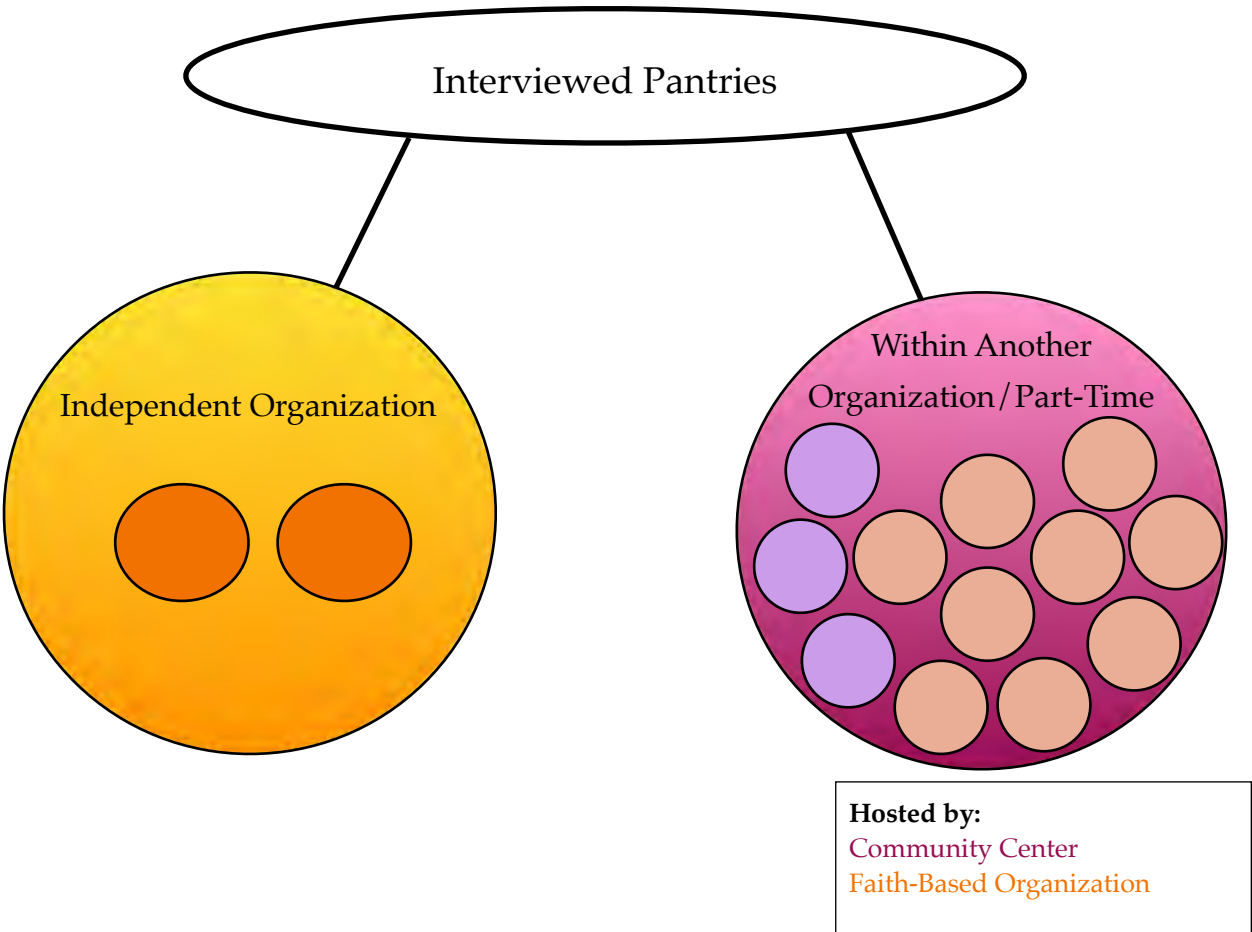 Interviewed Pantries
Independent Organization
Within Another
Organization/Part-Time
Hosted by:
Community Center
Faith-Based Organization